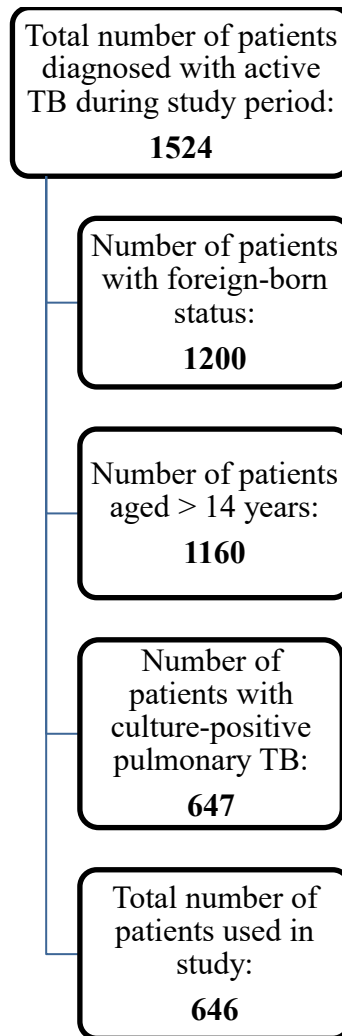 Total number of patients
diagnosed with active
TB during study period:
1524
Number of patients
with foreign-born
status:
1200
Number of patients
aged > 14 years:
1160
Number of
patients with
culture-positive
pulmonary TB:
647
Total number of
patients used in
study:
646